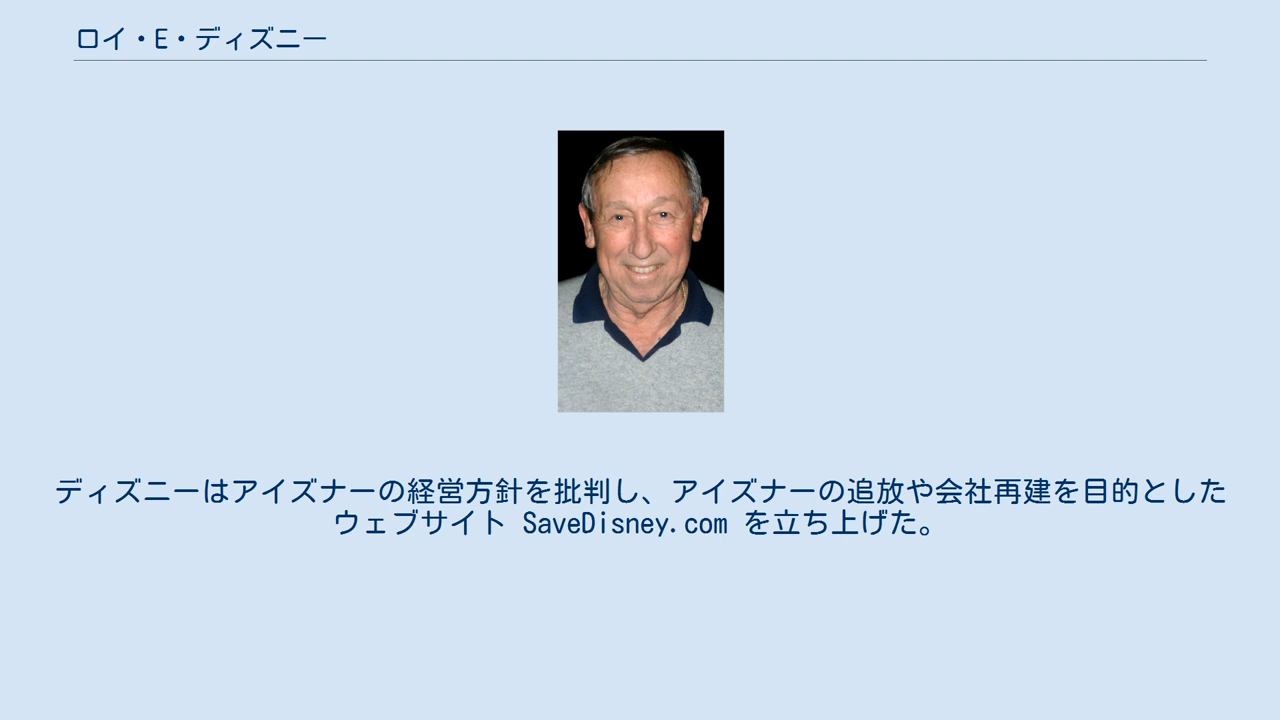 ロイ・E・ディズニー
ディズニーはアイズナーの経営方針を批判し、アイズナーの追放や会社再建を目的とした
ウェブサイト SaveDisney.com を立ち上げた。